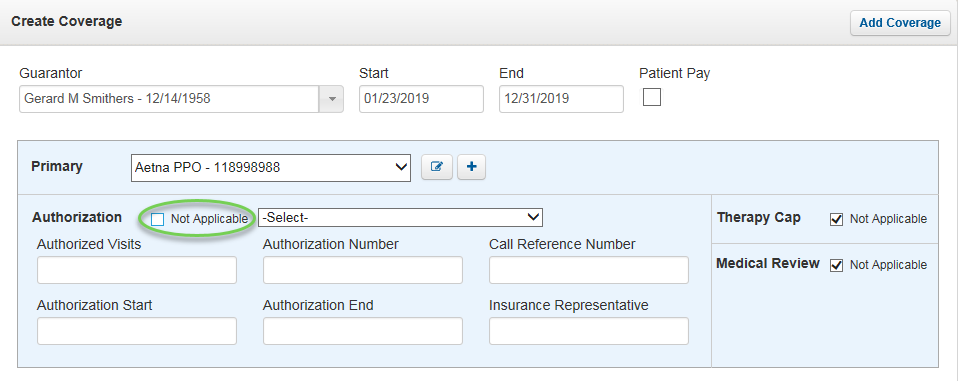 Create Coverage
Add Coverage
Guarantor Start End Patient Pay
Gerard M Smithers - 12/14/1958 01/23/2019 12/31/2019
Primary Aetna PPO - 118998988
Authorization Not Applicable -Select- Therapy Cap Not Applicable
Authorized Visits Authorization Number Call Reference Number
Medical Review Not Applicable
Authorization Start Authorization End Insurance Representative